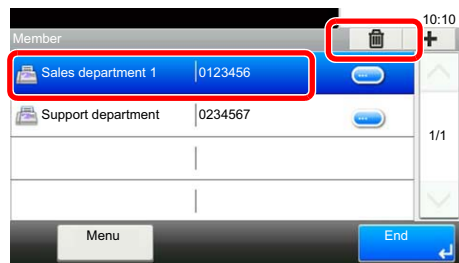 10:10
Member
Sales department 1 0123456
Support department 0234567
1/1
Menu End